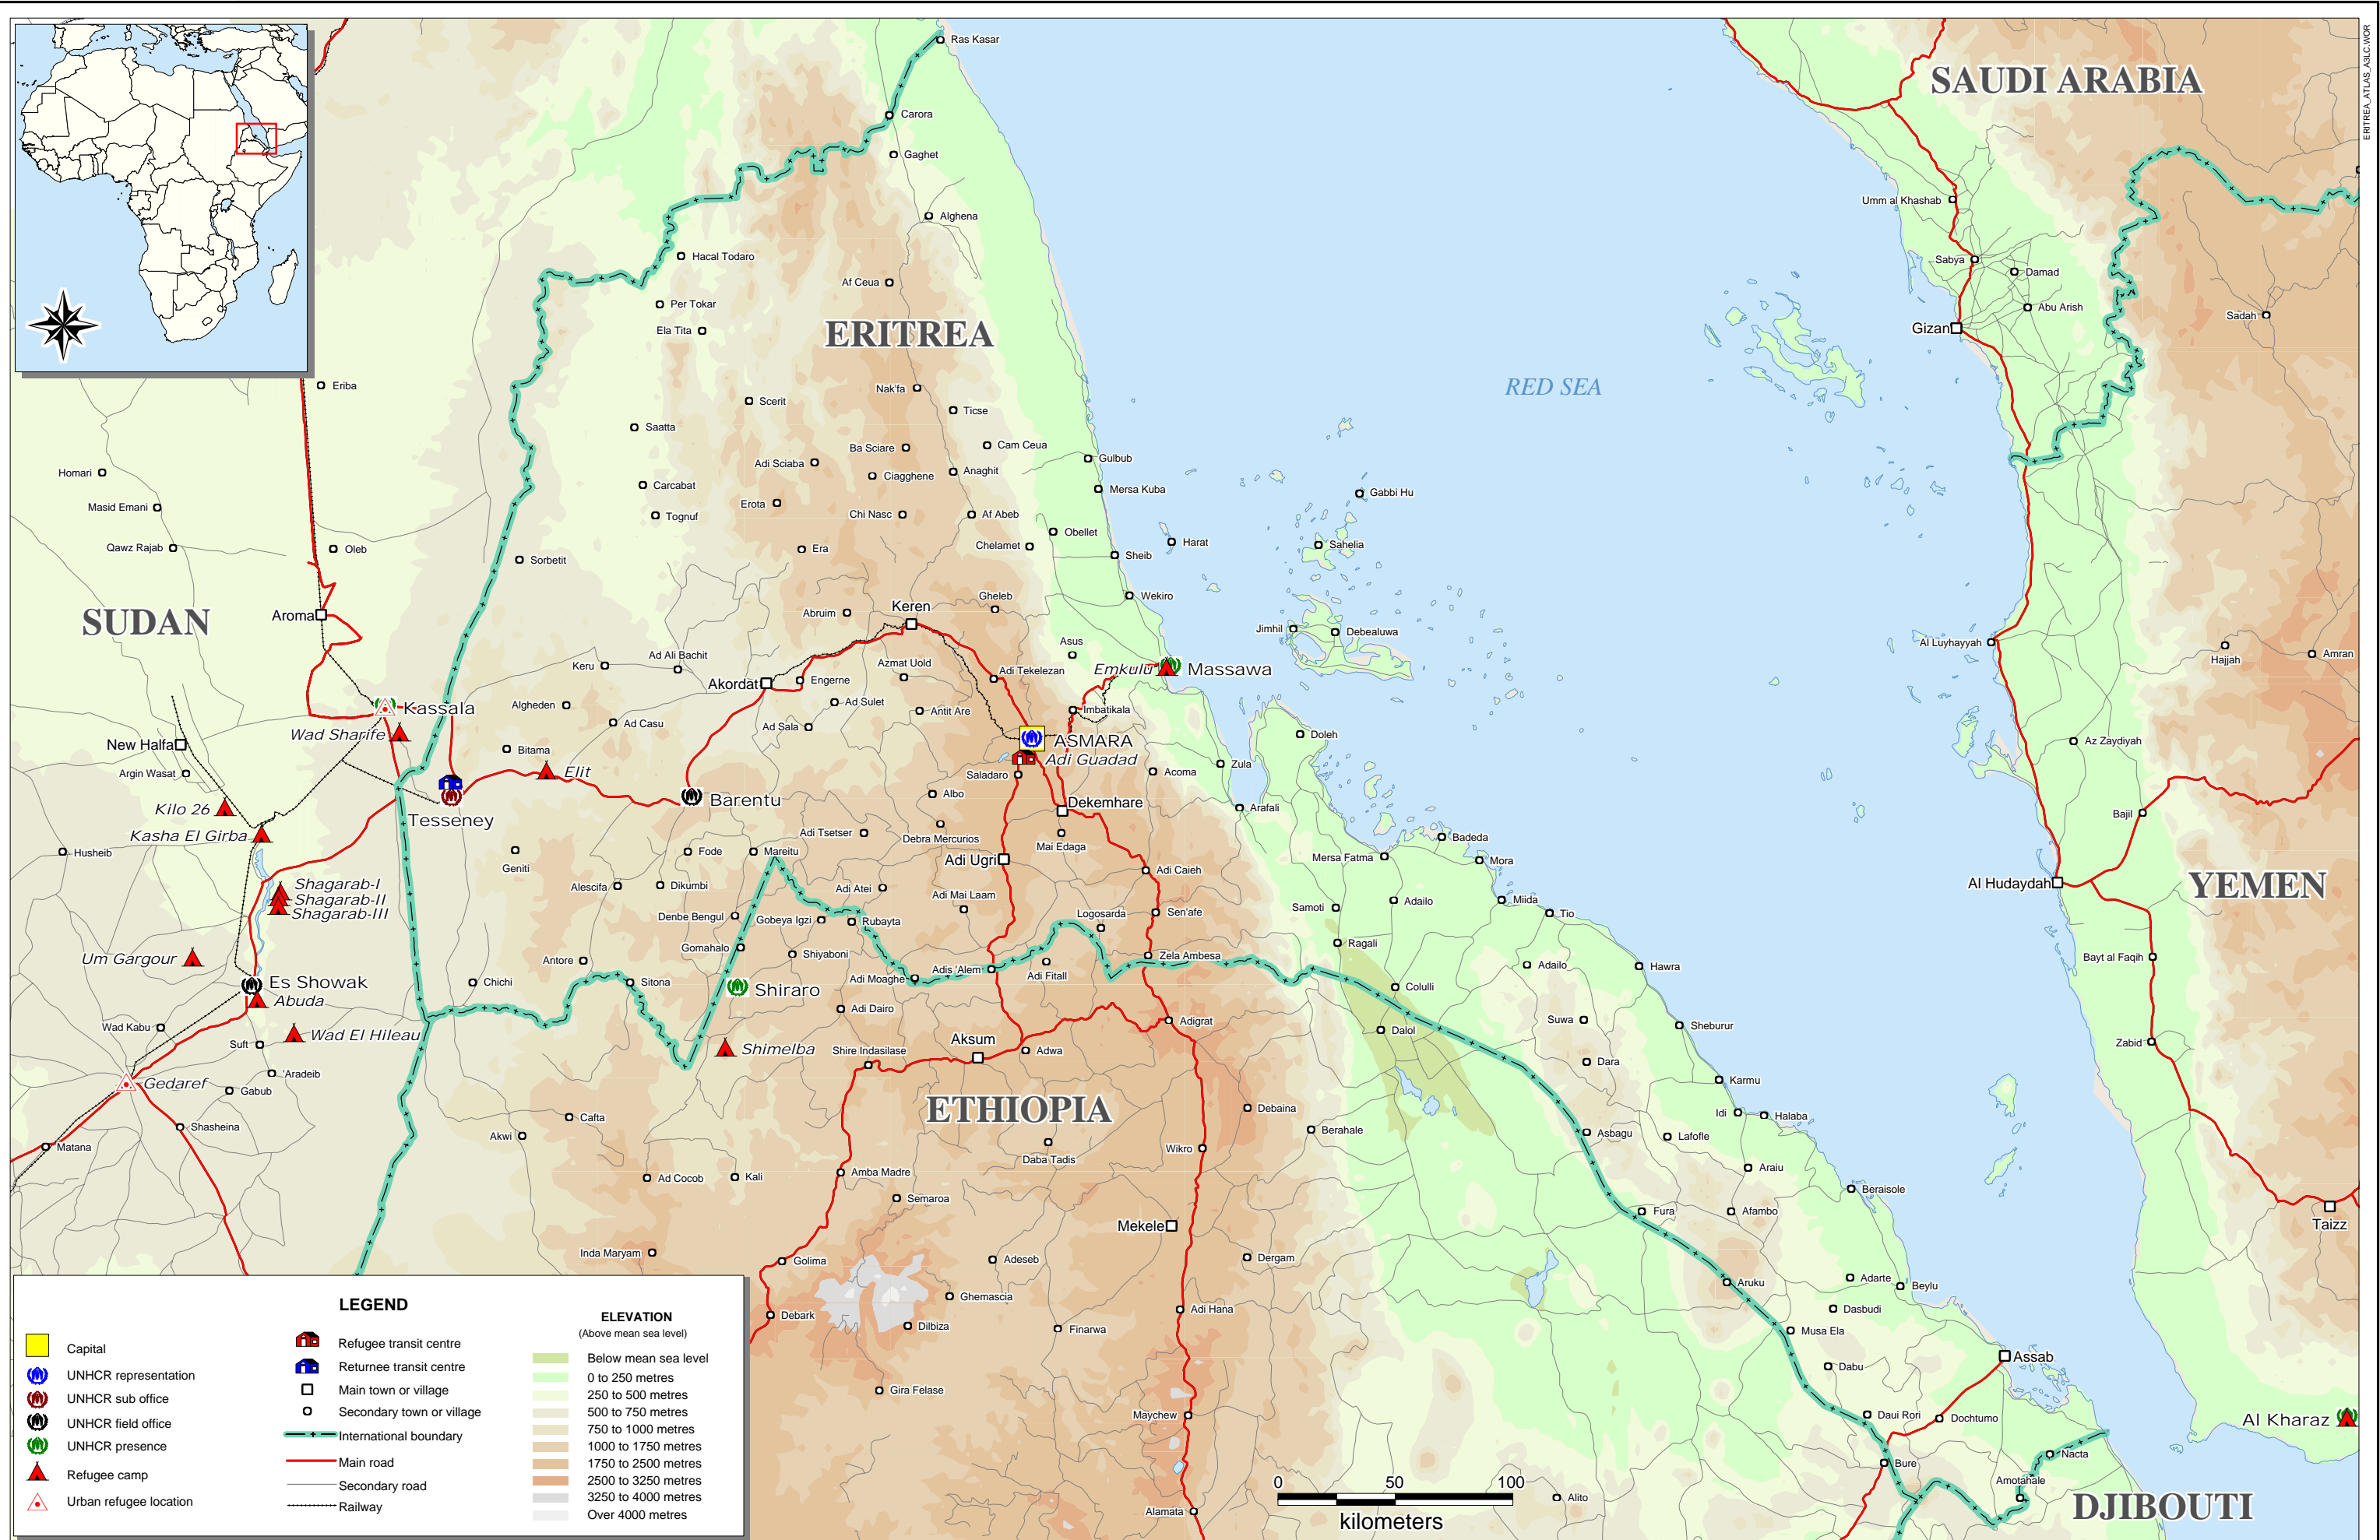 ERITREA_ATLAS_A3LC.WOR
Ras Kasar
SAUDI ARABIA
Carora
Gaghet
Umm al Khashab
Alghena
Hacal Todaro
Sabya
Damad
Af Ceua
Per Tokar
Abu Arish
Sadah
Ela Tita
ERITREA
Gizan
Eriba
Nak'fa
RED SEA
Scerit
Ticse
Saatta
Ba Sciare
Cam Ceua
Gulbub
Homari
Adi Sciaba
Ciagghene
Anaghit
Carcabat
Mersa Kuba
Gabbi Hu
Masid Emani
Erota
Tognuf
Chi Nasc
Af Abeb
Obellet
Harat
Qawz Rajab
Oleb
Era
Chelamet
Sahelia
Sorbetit
Sheib
SUDAN
Aroma
Abruim
Keren
Gheleb
Wekiro
Jimhil
Debealuwa
Asus
Al Luyhayyah
Hajjah
Amran
Keru
Ad Ali Bachit
Azmat Uold
Adi Tekelezan
Emkulu
Massawa
Akordat
Engerne
Kassala
Algheden
Ad Casu
Ad Sulet
Antit Are
Imbatikala
Ad Sala
Wad Sharife
New Halfa
Bitama
ASMARA
Doleh
Az Zaydiyah
Adi Guadad
Argin Wasat
Elit
Saladaro
Acoma
Zula
Kilo 26
Barentu
Albo
Dekemhare
Arafali
Tesseney
Bajil
Kasha El Girba
Adi Tsetser
Debra Mercurios
Mai Edaga
Badeda
Husheib
Geniti
Fode
Mareitu
Adi Ugri
Mersa Fatma
Mora
Adi Caieh
Shagarab-I
Shagarab-II
Shagarab-III
Alescifa
Dikumbi
Adi Atei
Adi Mai Laam
Al Hudaydah
YEMEN
Denbe Bengul
Gobeya Igzi
Rubayta
Logosarda
Sen'afe
Samoti
Adailo
Miida
Tio
Gomahalo
Ragali
Um Gargour
Antore
Shiyaboni
Adi Moaghe
Adis 'Alem
Adi Fitall
Zela Ambesa
Adailo
Hawra
Bayt al Faqih
Es Showak
Chichi
Sitona
Shiraro
Colulli
Abuda
Adi Dairo
Wad Kabu
Wad El Hileau
Adigrat
Dalol
Suwa
Sheburur
Suft
Shimelba
Shire Indasilase
Aksum
Adwa
Zabid
Gedaref
'Aradeib
Dara
Gabub
Karmu
ETHIOPIA
Debaina
Idi
Halaba
Shasheina
Cafta
Akwi
Berahale
Asbagu
Lafofle
Matana
Daba Tadis
Wikro
Ad Cocob
Kali
Amba Madre
Araiu
Semaroa
Beraisole
Mekele
Fura
Afambo
Taizz
Inda Maryam
Golima
Adeseb
Dergam
Aruku
Adarte
Beylu
Ghemascia
Debark
Dilbiza
Finarwa
Adi Hana
Dasbudi
Musa Ela
Assab
Dabu
Gira Felase
Maychew
Daui Rori
Dochtumo
Al Kharaz
Nacta
Bure
Amotahale
Alito
Alamata
DJIBOUTI
0 50 100
kilometers
LEGEND
Capital
UNHCR representation
UNHCR sub office
UNHCR field office
UNHCR presence
Refugee camp
Urban refugee location
Refugee transit centre
Returnee transit centre
Main town or village
Secondary town or village
International boundary
Main road
Secondary road
Railway
ELEVATION
(Above mean sea level)
Below mean sea level
0 to 250 metres
250 to 500 metres
500 to 750 metres
750 to 1000 metres
1000 to 1750 metres
1750 to 2500 metres
2500 to 3250 metres
3250 to 4000 metres
Over 4000 metres